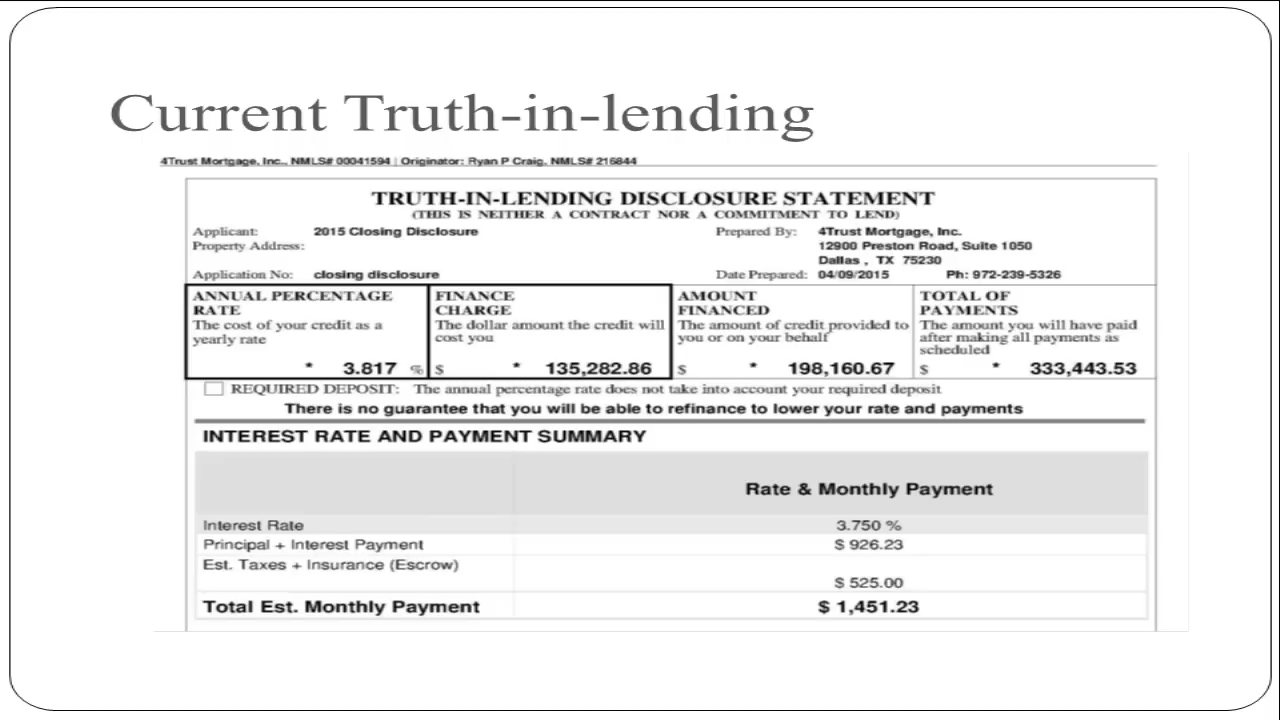 Current Truth-in-lending
4Trust Mortgage, Inc., NMLS# 00041594 | Originator: Ryan P Craig, NMLS# 216844
TRUTH-IN-LENDING DISCLOSURE STATEMENT
(THIS IS NEITHER A CONTRACT NOR A COMMITMENT TO LEND)
Applicant: 2015 Closing Disclosure Prepared By: 4Trust Mortgage, Inc.
Property Address: 12900 Preston Road, Suite 1050
Dallas , TX 75230
Application No: closing disclosure Date Prepared: 04/09/2015 Ph: 972-239-5326
ANNUAL PERCENTAGE
RATE
The cost of your credit as a
yearly rate
* 3.817 %
FINANCE
CHARGE
The dollar amount the credit will
cost you
$ * 135,282.86
AMOUNT
FINANCED
The amount of credit provided to
you or on your behalf
$ * 198,160.67
TOTAL OF
PAYMENTS
The amount you will have paid
after making all payments as
scheduled
$ * 333,443.53
REQUIRED DEPOSIT: The annual percentage rate does not take into account your required deposit
There is no guarantee that you will be able to refinance to lower your rate and payments
INTEREST RATE AND PAYMENT SUMMARY
Rate & Monthly Payment
Interest Rate 3.750 %
Principal + Interest Payment $ 926.23
Est. Taxes + Insurance (Escrow)
$ 525.00
Total Est. Monthly Payment $ 1,451.23